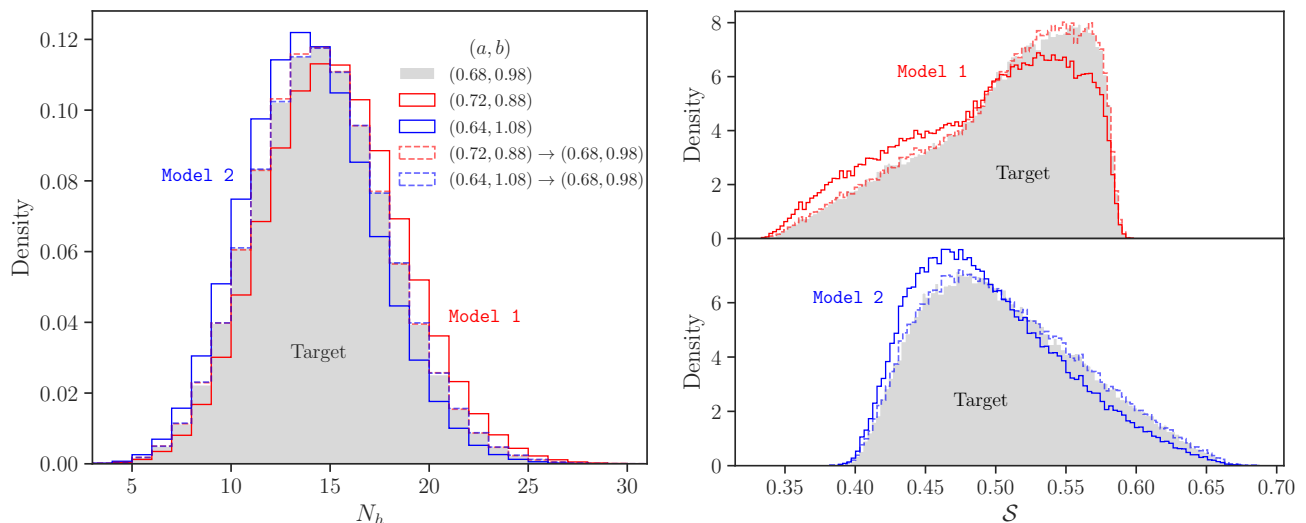 0.12
0.10
0.08
0.06
0.04
0.02
0.00
Density
5
10
15
20
25
30
N_h
Model 2
Model 1
Target
(a, b)
(0.68, 0.98)
(0.72, 0.88)
(0.64, 1.08)
(0.72, 0.88) → (0.68, 0.98)
(0.64, 1.08) → (0.68, 0.98)
8
6
4
2
0
Density
Model 1
Target
6
4
2
0
Density
Model 2
Target
0.35
0.40
0.45
0.50
0.55
0.60
0.65
0.70
𝒮